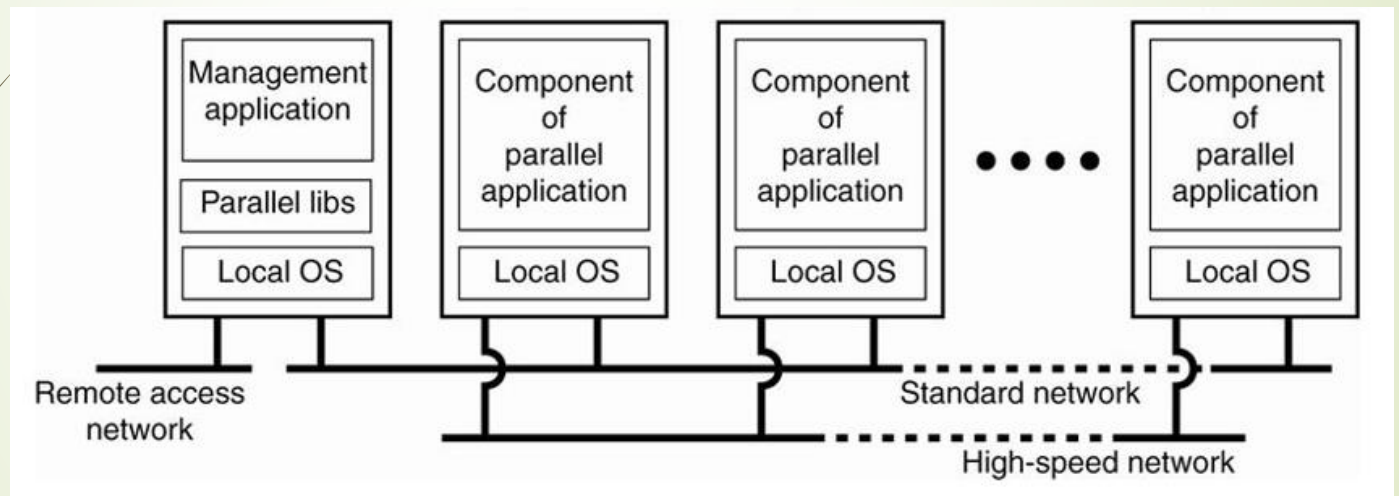 Management
application
Parallel libs
Local OS
Component
of
parallel
application
Local OS
Component
of
parallel
application
Local OS
Component
of
parallel
application
Local OS
Remote access
network
Standard network
High-speed network